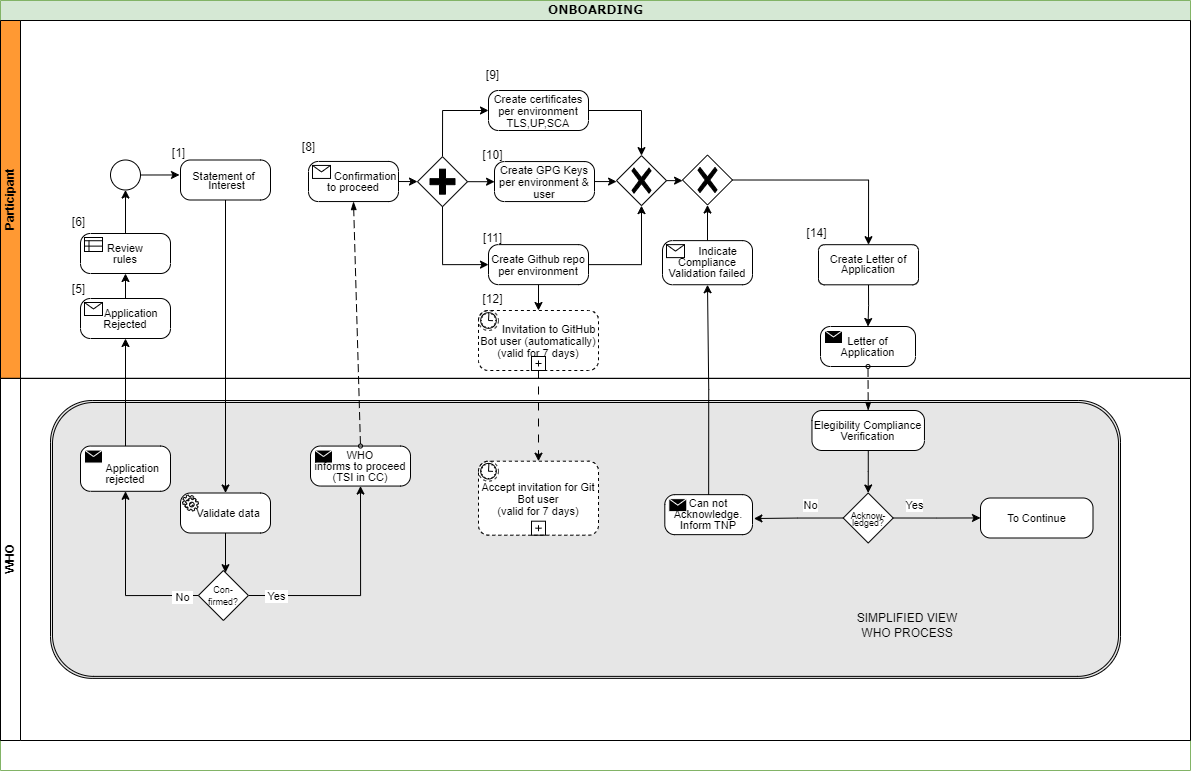 ONBOARDING
Participant
[9]
Create certificates
per environment
TLS,UP,SCA
[1]
Statement of
Interest
[8]
Confirmation
to proceed
[10]
Create GPG Keys
per environment &
user
[6]
Review
rules
[11]
Create Github repo
per Environment
Indicate
Compliance
Validation failed
[14]
Create Letter of
Application
[5]
Application
Rejected
[12]
Invitation to GitHub
Bot user (automatically)
(valid for 7 days)
Letter of
Application
WHO
Elegibility Compliance
Verification
Application
rejected
WHO
informs to proceed
(TSI in CC)
Accept invitation for Git
Bot user
(valid for 7 days)
Validate data
Can not
Acknowledge.
Inform TNP
No
Acknow-
ledged?
Yes
To Continue
No
Con-
firmed?
Yes
SIMPLIFIED VIEW
WHO PROCESS